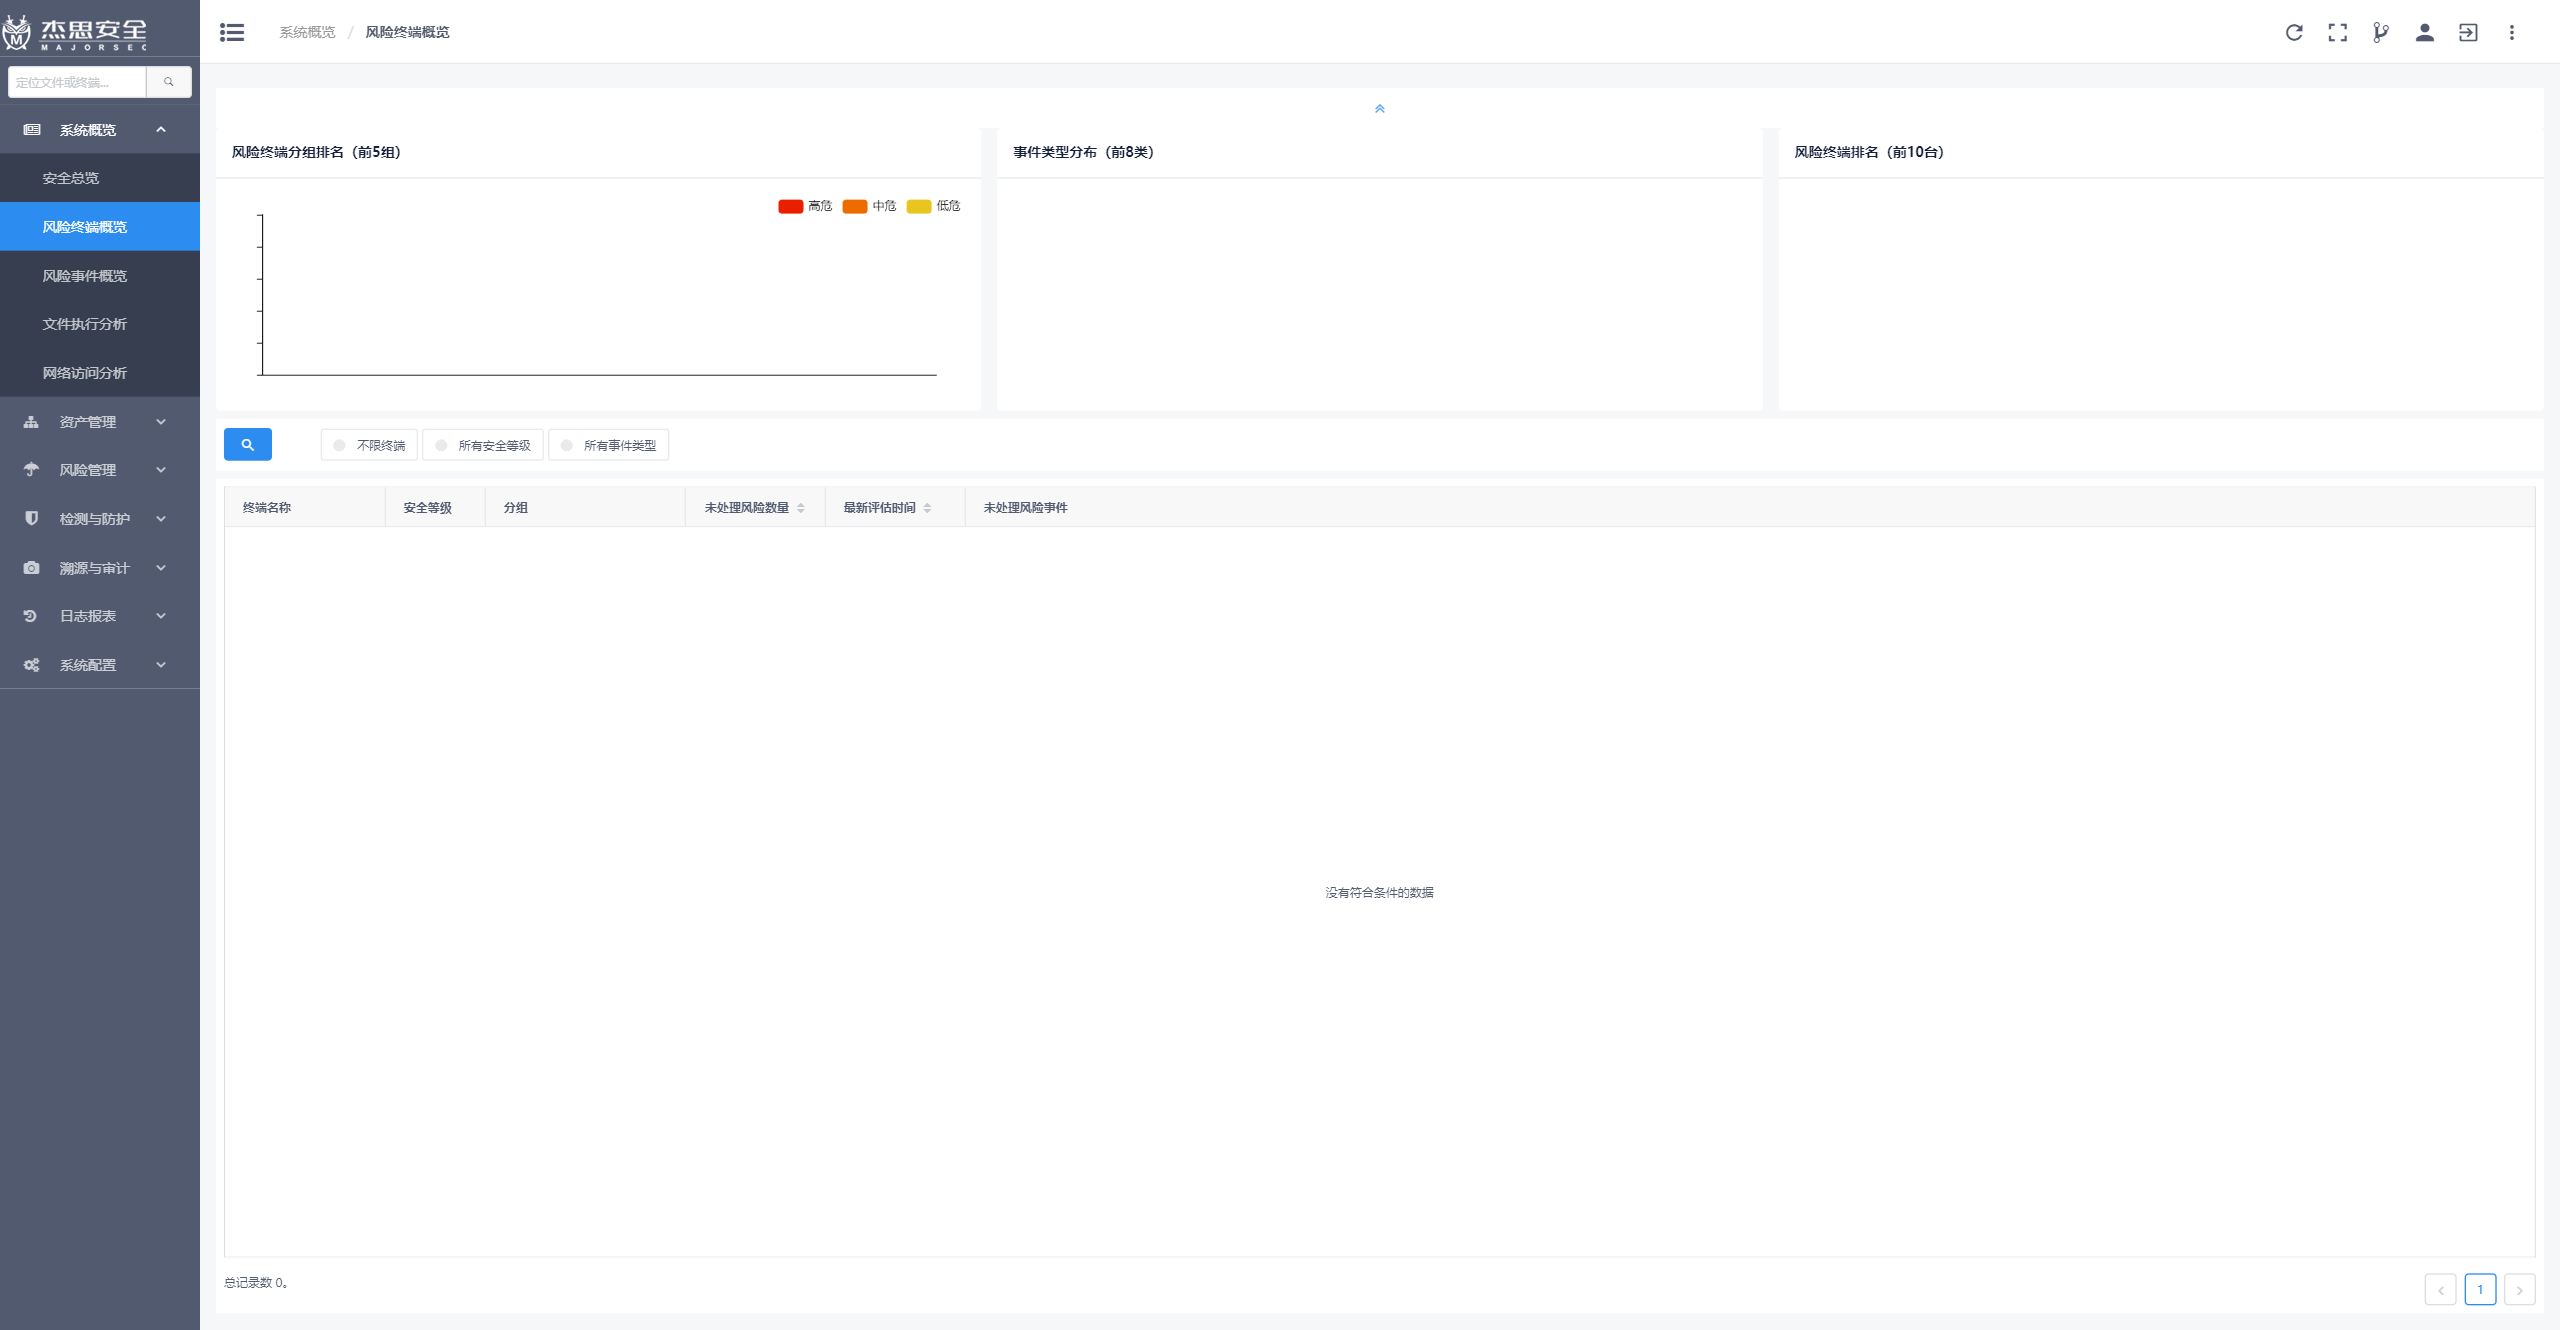 杰思安全
MAJORSEC
定位文件或终端...
系统概览
安全总览
风险终端概览
风险事件概览
文件执行分析
网络访问分析
资产管理
风险管理
检测与防护
溯源与审计
日志报表
系统配置
系统概览 / 风险终端概览
风险终端分组排名（前5组）
高危 中危 低危
事件类型分布（前8类）
风险终端排名（前10台）
不限终端 所有安全等级 所有事件类型
终端名称 安全等级 分组 未处理风险数量 最新评估时间 未处理风险事件
没有符合条件的数据
总记录数 0。
1